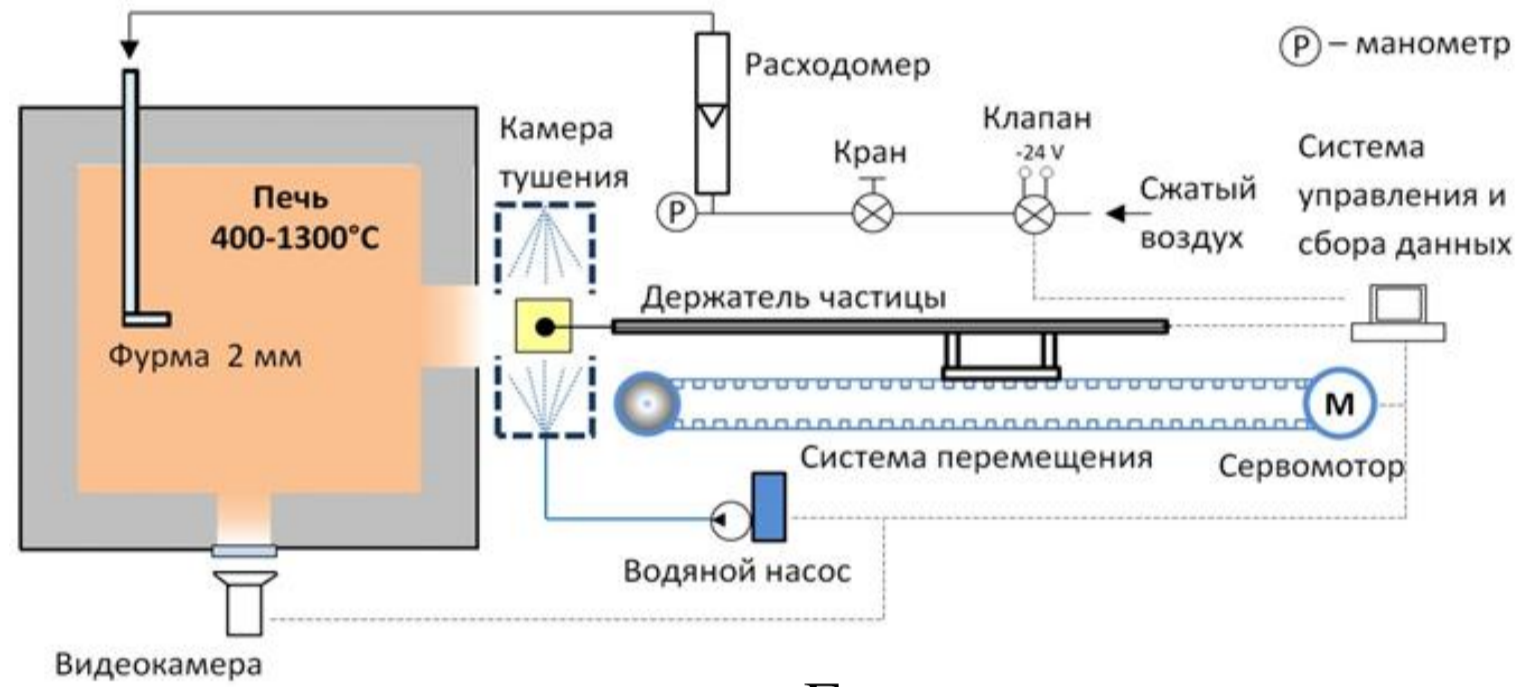 Расходомер
Ⓟ – манометр
Камера
тушения
Клапан
-24 V
Кран
Система
управления и
сбора данных
Печь
400-1300°C
P
Сжатый
воздух
Держатель частицы
Фурма 2 мм
M
Система перемещения
Сервомотор
Водяной насос
Видеокамера